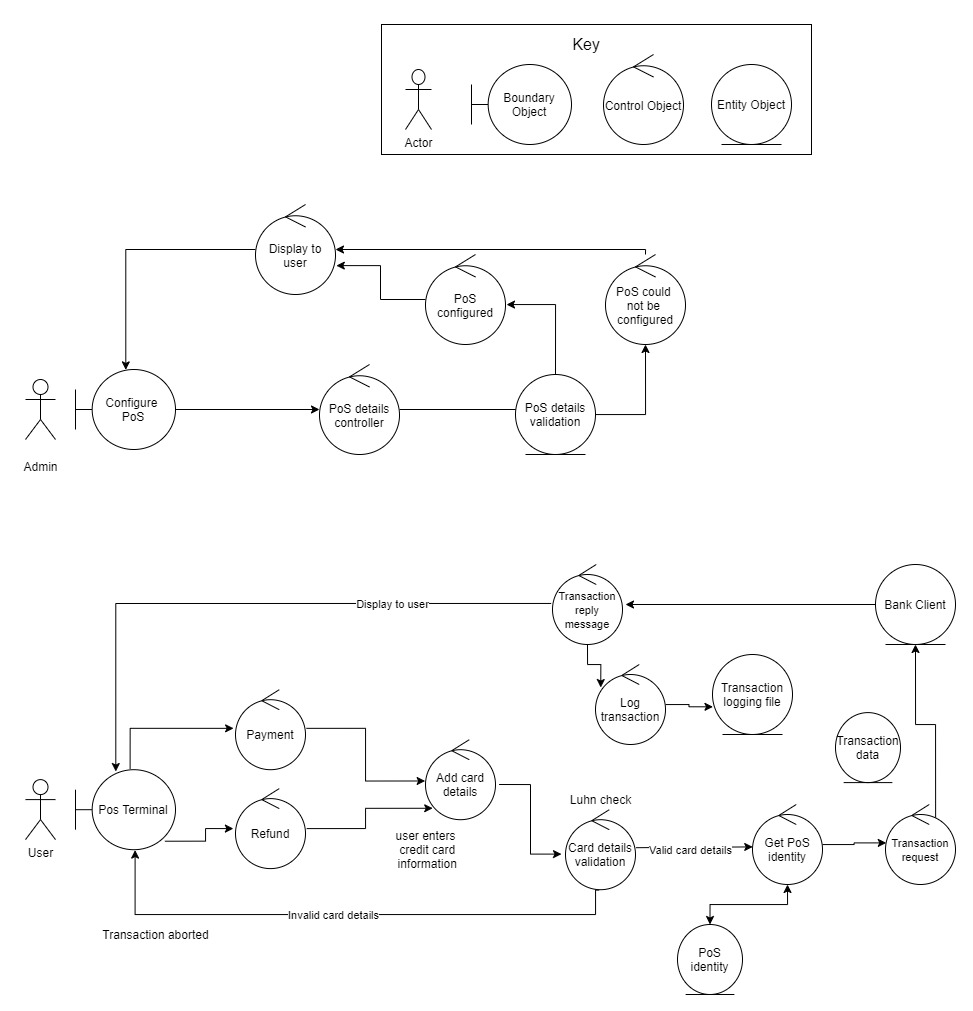 Key
Boundary
Object
Control Object
Entity Object
Actor
Display to
user
PoS
configured
PoS could
not be
configured
Configure
PoS
PoS details
controller
PoS details
validation
Admin
Transaction
reply
message
Bank Client
Display to user
Log
transaction
Transaction
logging file
Transaction
data
Payment
Add card
details
Pos Terminal
Refund
user enters
credit card
information
Luhn check
Card details
validation
Valid card details
Get PoS
identity
Transaction
request
User
Invalid card details
Transaction aborted
PoS
identity